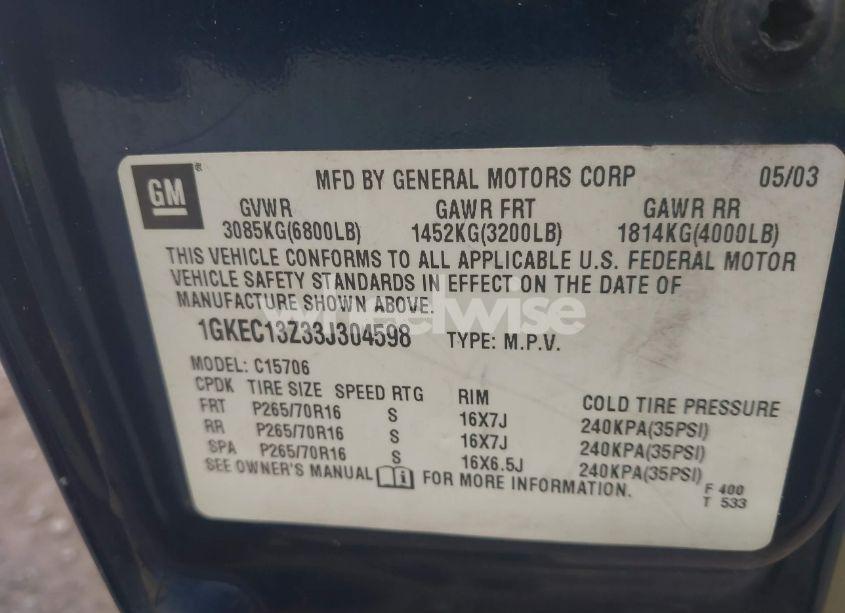 GM
®
MFD BY GENERAL MOTORS CORP 05/03
GVWR GAWR FRT GAWR RR
3085KG(6800LB) 1452KG(3200LB) 1814KG(4000LB)
THIS VEHICLE CONFORMS TO ALL APPLICABLE U.S. FEDERAL MOTOR
VEHICLE SAFETY STANDARDS IN EFFECT ON THE DATE OF
MANUFACTURE SHOWN ABOVE.
wheelwise
1GKEC13Z33J304598 TYPE: M.P.V.
MODEL: C15706
CPDK TIRE SIZE SPEED RTG RIM COLD TIRE PRESSURE
FRT P265/70R16 S 16X7J 240KPA(35PSI)
RR P265/70R16 S 16X7J 240KPA(35PSI)
SPA P265/70R16 S 16X6.5J 240KPA(35PSI)
SEE OWNER'S MANUAL i FOR MORE INFORMATION.
F 400
T 533